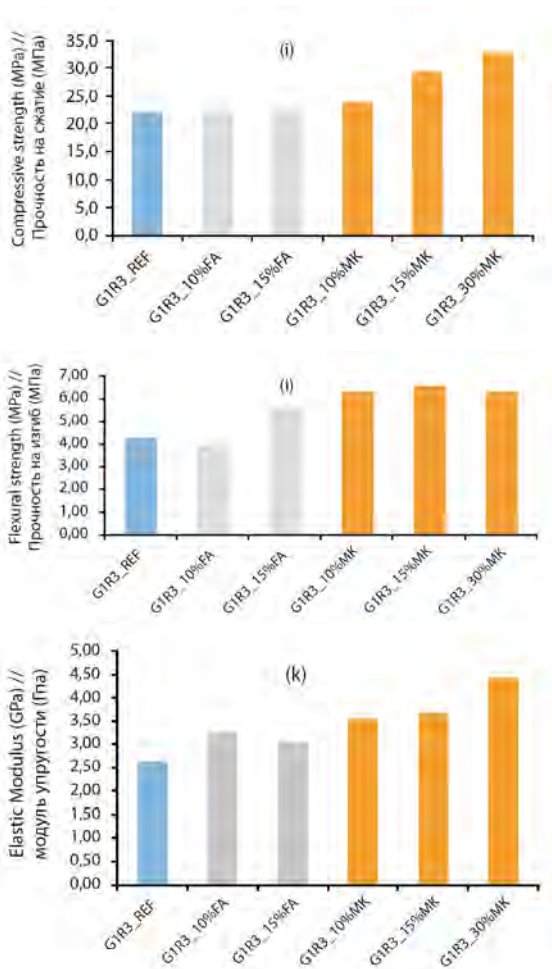 Compressive strength (MPa) //
Прочность на сжатие (МПа)
35,0
30,0
25,0
20,0
15,0
10,0
5,0
0,0
(i)
G1R3_REF
G1R3_10%FA
G1R3_15%FA
G1R3_10%MK
G1R3_15%MK
G1R3_30%MK
Flexural strength (MPa) //
Прочность на изгиб (МПа)
7,00
6,00
5,00
4,00
3,00
2,00
1,00
0,00
(i)
G1R3_REF
G1R3_10%FA
G1R3_15%FA
G1R3_10%MK
G1R3_15%MK
G1R3_30%MK
Elastic Modulus (GPa) //
модуль упругости (Гпа)
5,00
4,50
4,00
3,50
3,00
2,50
2,00
1,50
1,00
0,50
0,00
(k)
G1R3_REF
G1R3_10%FA
G1R3_15%FA
G1R3_10%MK
G1R3_15%MK
G1R3_30%MK